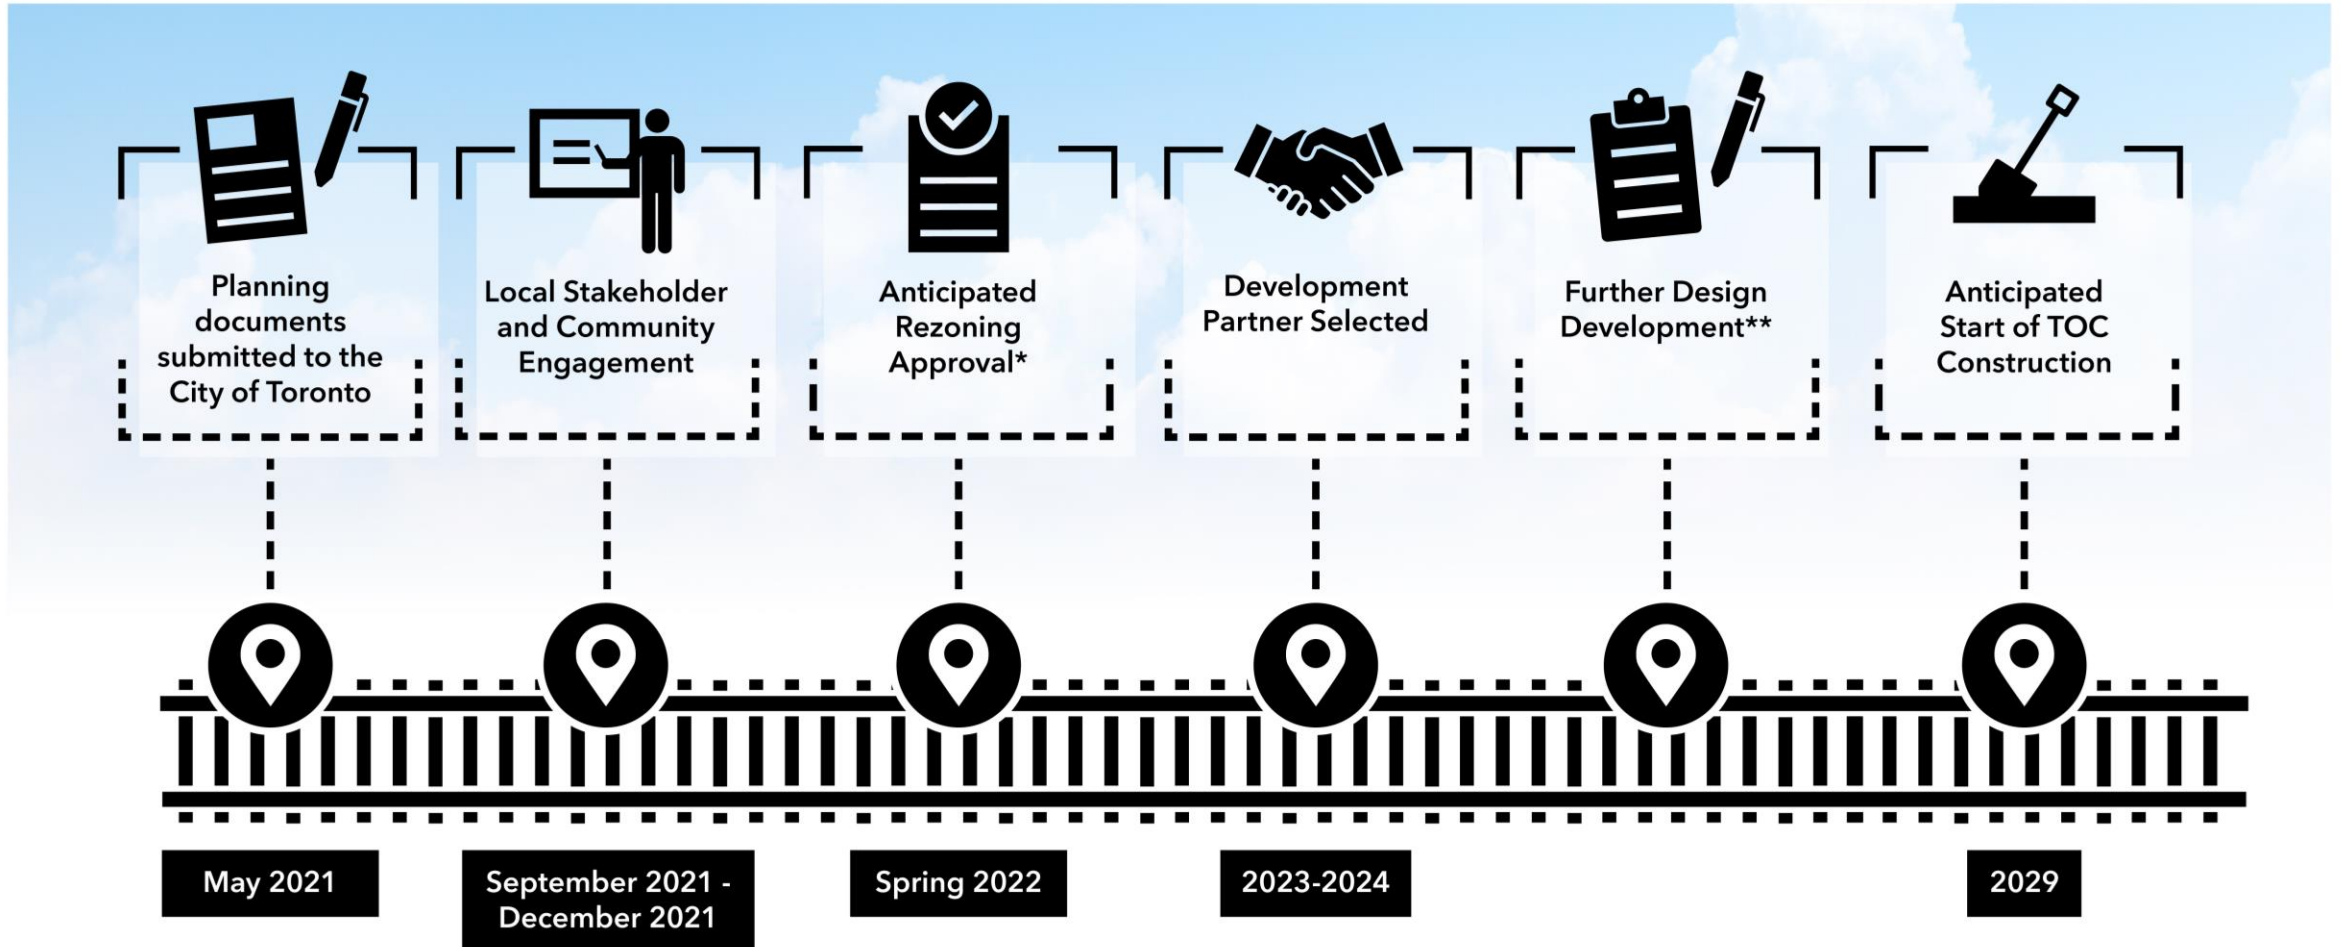 Planning
documents
submitted to the
City of Toronto
Local Stakeholder
and Community
Engagement
Anticipated
Rezoning
Approval*
Development
Partner Selected
Further Design
Development**
Anticipated
Start of TOC
Construction
May 2021
September 2021 -
December 2021
Spring 2022
2023-2024
2029